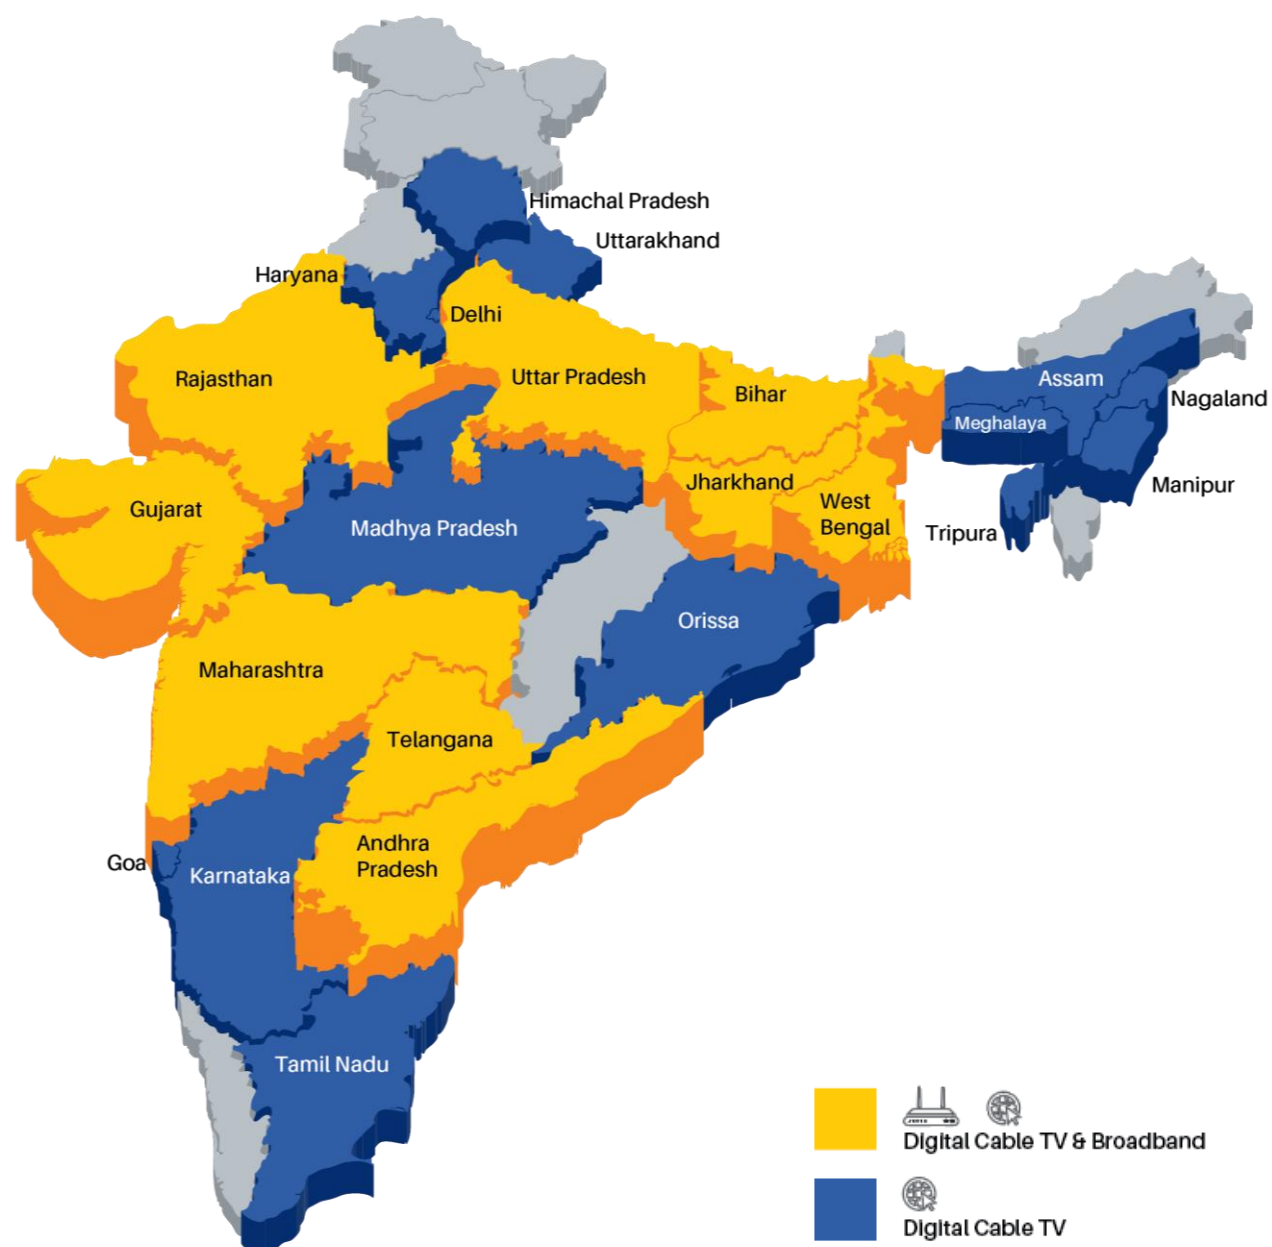 Himachal Pradesh
Uttarakhand
Haryana
Delhi
Rajasthan
Uttar Pradesh
Bihar
Assam
Nagaland
Meghalaya
Gujarat
Jharkhand
Manipur
West
Bengal
Madhya Pradesh
Tripura
Orissa
Maharashtra
Telangana
Andhra
Pradesh
Goa
Karnataka
Tamil Nadu
Digital Cable TV & Broadband
Digital Cable TV